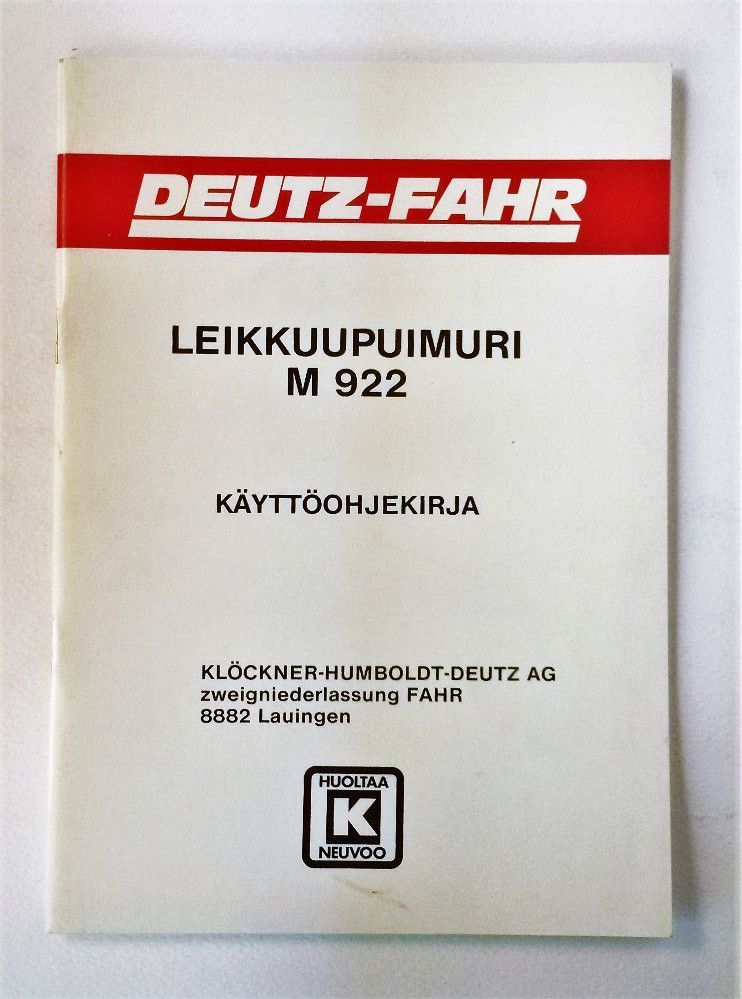 DEUTZ-FAHR
LEIKKUUPUIMURI
M 922
KÄYTTÖOHJEKIRJA
KLÖCKNER-HUMBOLDT-DEUTZ AG
zweigniederlassung FAHR
8882 Lauingen
HUOLTAA
K
NEUVOO